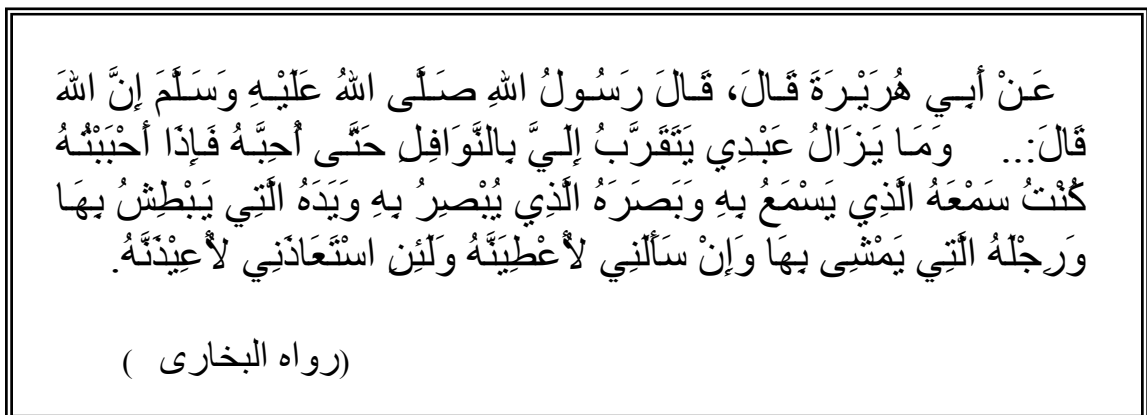 عَنْ أَبِي هُرَيْرَةَ قَالَ، قَالَ رَسُولُ اللهِ صَلَّى اللهُ عَلَيْهِ وَسَلَّمَ إِنَّ اللهَ
قَالَ:.. وَمَا يَزَالُ عَبْدِي يَتَقَرَّبُ إِلَيَّ بِالنَّوَافِلِ حَتَّى أُحِبَّهُ فَإِذَا أَحْبَبْتُهُ
كُنْتُ سَمْعَهُ الَّذِي يَسْمَعُ بِهِ وَبَصَرَهُ الَّذِي يُبْصِرُ بِهِ وَيَدَهُ الَّتِي يَبْطِشُ بِهَا
وَرِجْلَهُ الَّتِي يَمْشِى بِهَا وَإِنْ سَأَلَنِي لأُعْطِيَنَّهُ وَلَئِنِ اسْتَعَاذَنِي لأُعِيْذَنَّهُ.
(رواه البخارى )